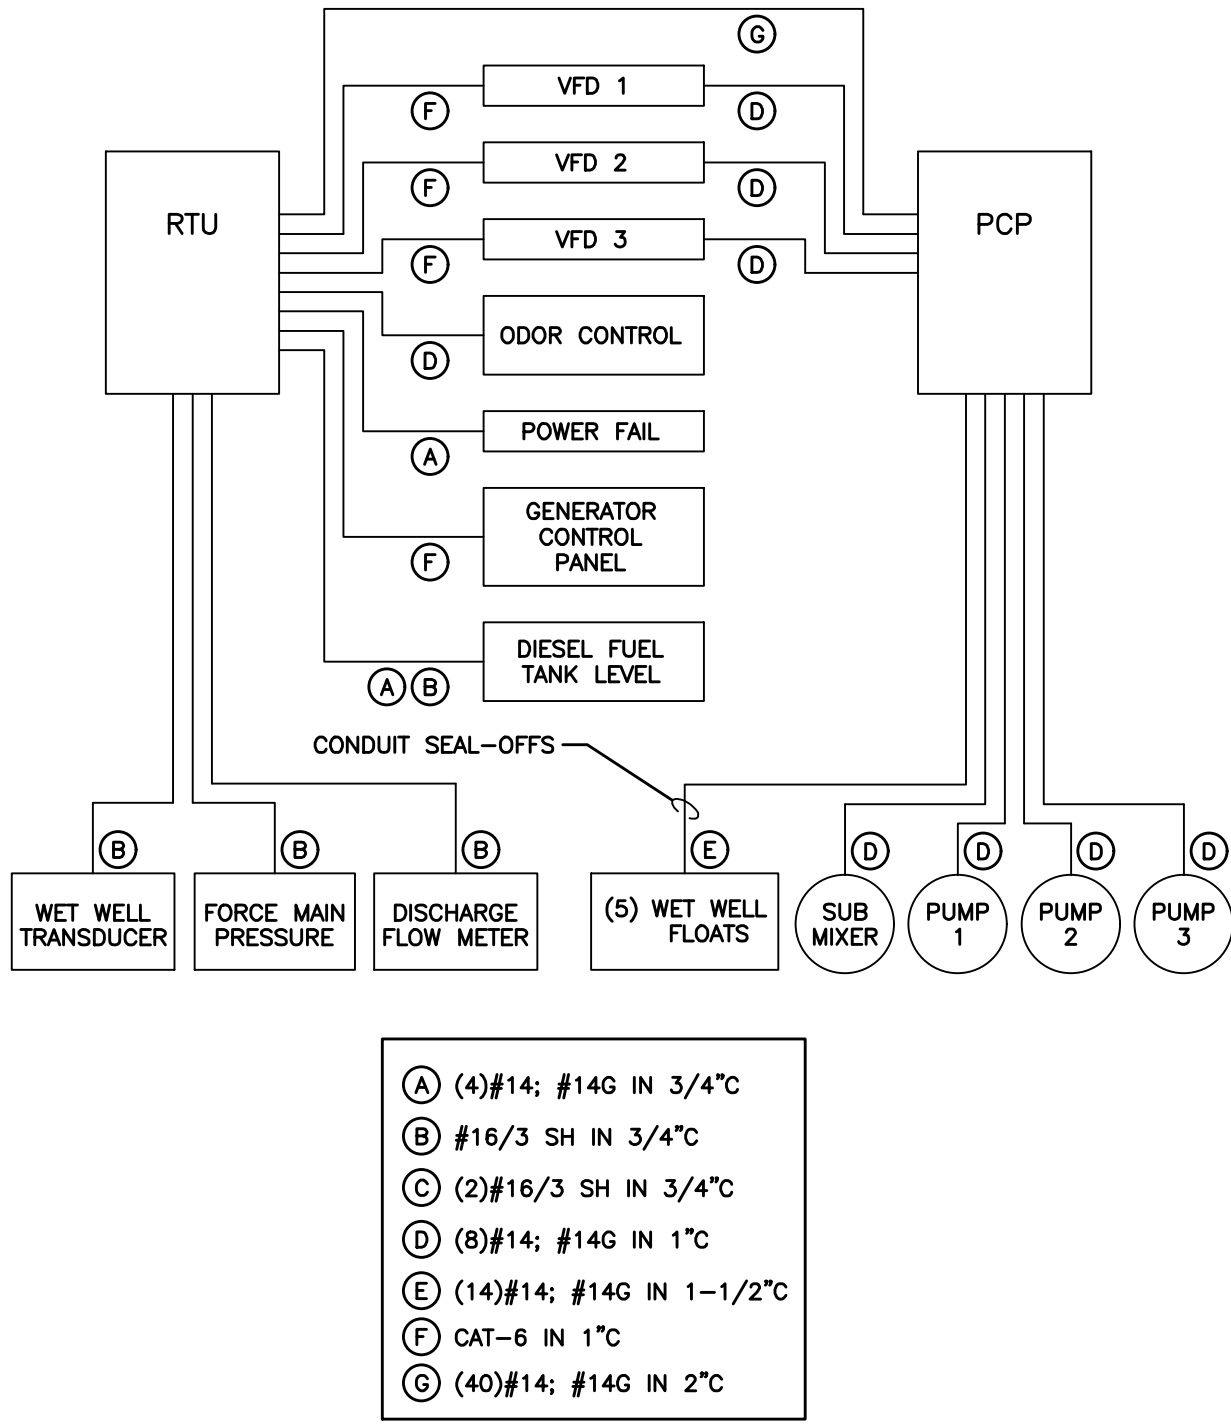 G
VFD 1
F
D
VFD 2
F
D
RTU
PCP
VFD 3
F
D
ODOR CONTROL
D
POWER FAIL
A
GENERATOR
CONTROL
PANEL
F
DIESEL FUEL
TANK LEVEL
A B
CONDUIT SEAL-OFFS
B
B
B
E
D
D
D
D
WET WELL
TRANSDUCER
FORCE MAIN
PRESSURE
DISCHARGE
FLOW METER
(5) WET WELL
FLOATS
SUB
MIXER
PUMP
1
PUMP
2
PUMP
3
A (4)#14; #14G IN 3/4"C
B #16/3 SH IN 3/4"C
C (2)#16/3 SH IN 3/4"C
D (8)#14; #14G IN 1"C
E (14)#14; #14G IN 1-1/2"C
F CAT-6 IN 1"C
G (40)#14; #14G IN 2"C